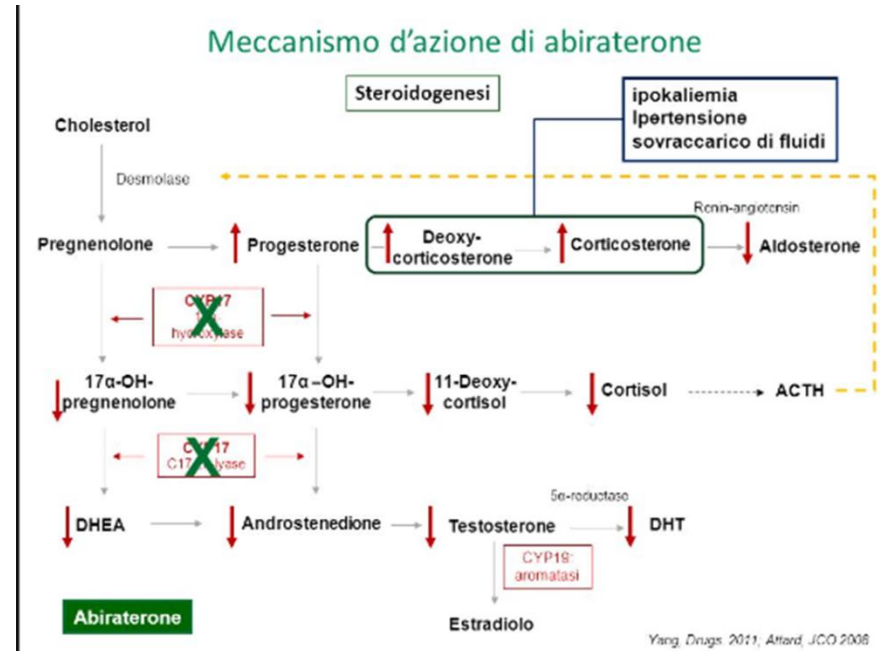 Meccanismo d'azione di abiraterone
Steroidogenesi
ipokaliemia
Ipertensione
sovraccarico di fluidi
Cholesterol
Desmolase
Renin-angiotensin
Pregnenolone
Progesterone
Deoxy-
corticosterone
Corticosterone
Aldosterone
CYP17
hydroxylase
17α-OH-
pregnenolone
17α –OH-
progesterone
11-Deoxy-
cortisol
Cortisol
ACTH
CYP17
DHEA
Androstenedione
Testosterone
5α-reductase
DHT
CYP19:
aromatasi
Abiraterone
Estradiolo
Yang, Drugs. 2011; Attard, JCO 2008